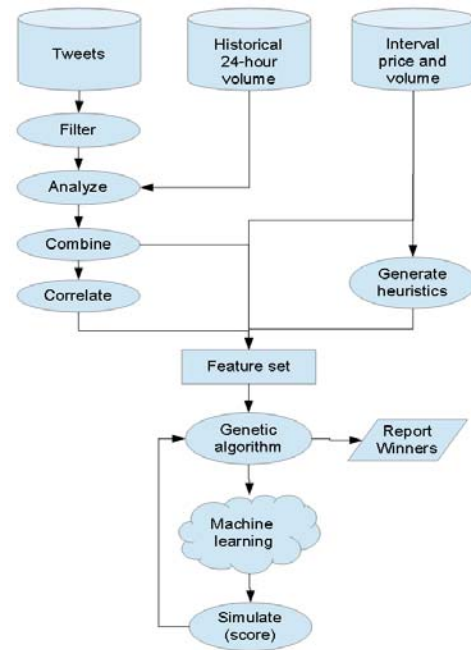 Tweets
Historical
24-hour
volume
Interval
price and
volume
Filter
Analyze
Combine
Correlate
Generate
heuristics
Feature set
Genetic
algorithm
Report
Winners
Machine
learning
Simulate
(score)